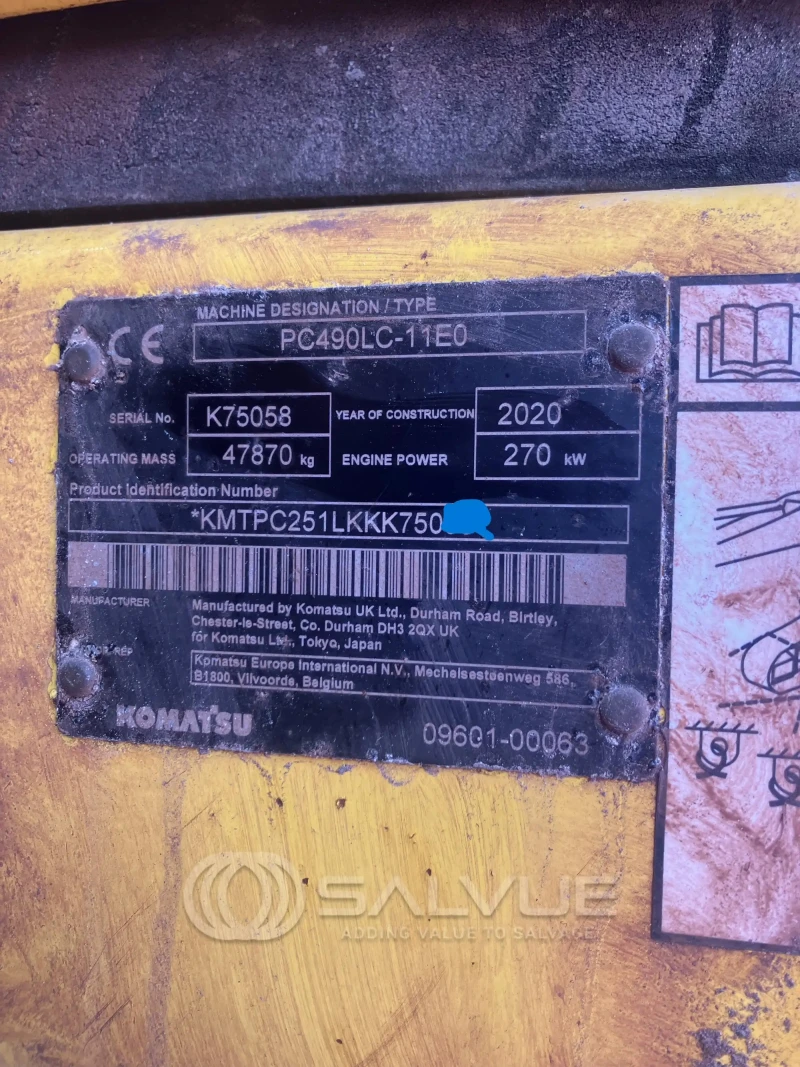 MACHINE DESIGNATION / TYPE
CE
PC490LC-11E0
SERIAL No. K75058 YEAR OF CONSTRUCTION 2020
OPERATING MASS 47870 kg ENGINE POWER 270 kW
Product Identification Number
*KMTPC251LKKK750
MANUFACTURER
Manufactured by Komatsu UK Ltd., Durham Road, Birtley,
Chester-le-Street, Co. Durham DH3 2QX UK
for Komatsu Ltd., Tokyo, Japan
Komatsu Europe International N.V., Mechelsesteenweg 586,
B1800, Vilvoorde, Belgium
KOMATSU
09601-00063
SALVUE
ADDING VALUE TO SALVAGE